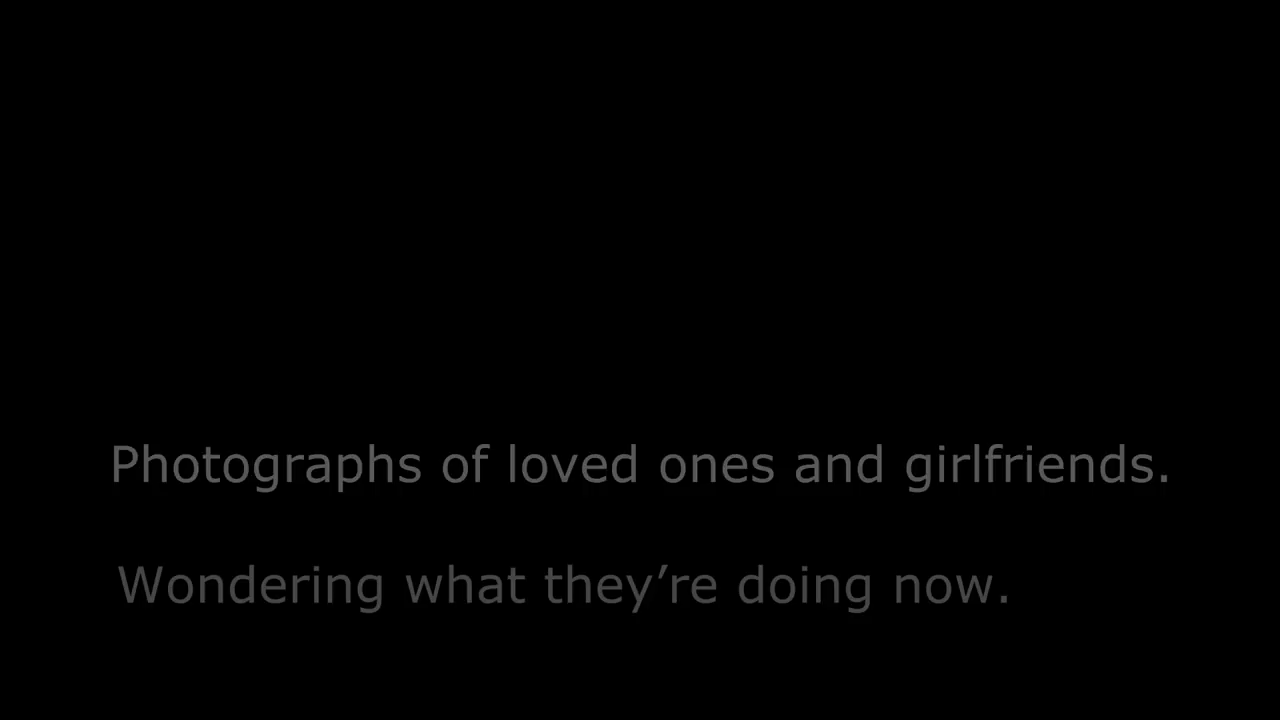 Photographs of loved ones and girlfriends.
Wondering what they’re doing now.